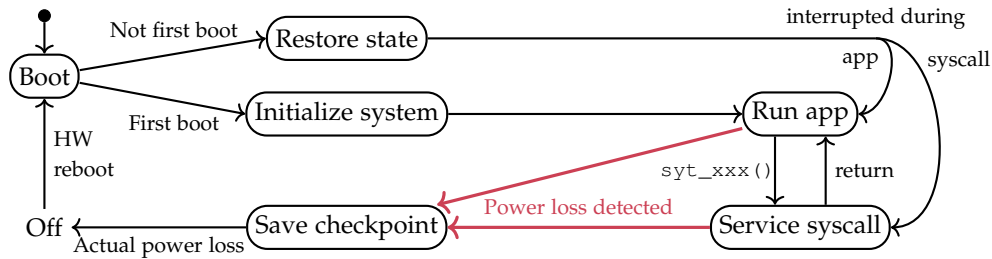 interrupted during
Not first boot
Restore state
app
syscall
Boot
First boot
Initialize system
Run app
HW
reboot
syt_xxx()
return
Power loss detected
Off
Actual power loss
Save checkpoint
Service syscall